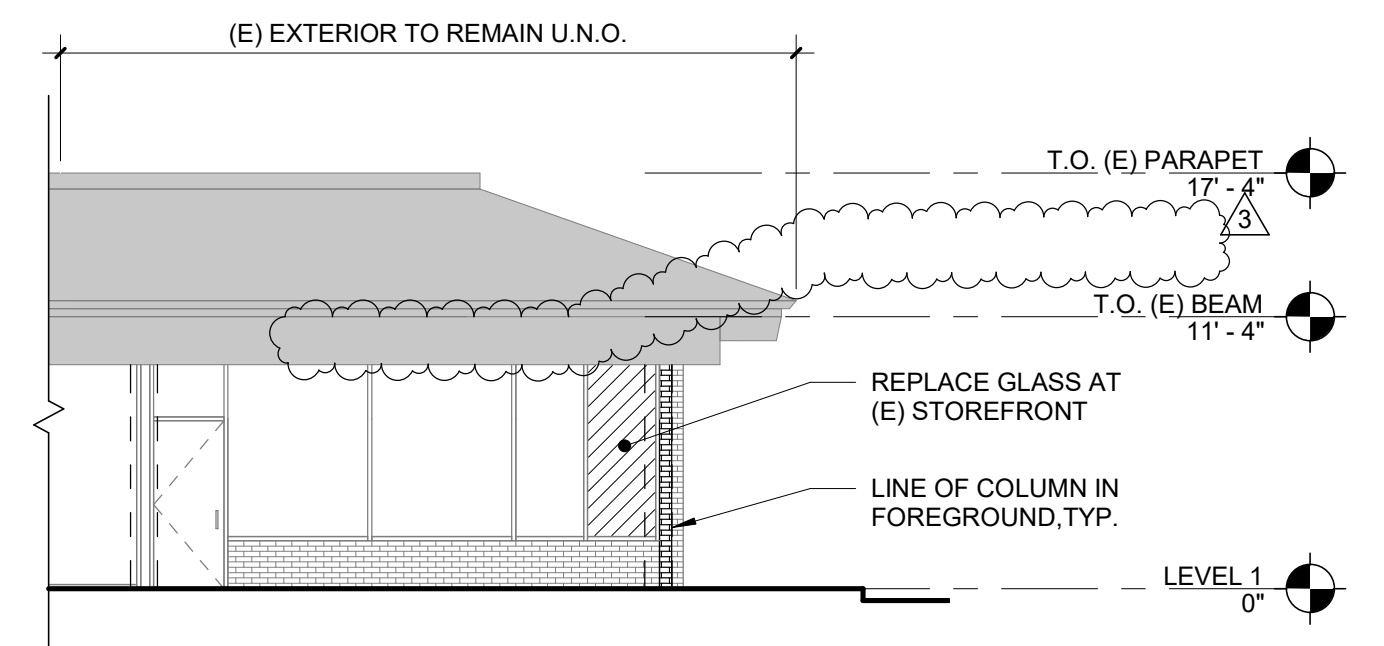 (E) EXTERIOR TO REMAIN U.N.O.
T.O. (E) PARAPET
17' - 4"
3
T.O. (E) BEAM
11' - 4"
REPLACE GLASS AT
(E) STOREFRONT
LINE OF COLUMN IN
FOREGROUND,TYP.
LEVEL 1
0"